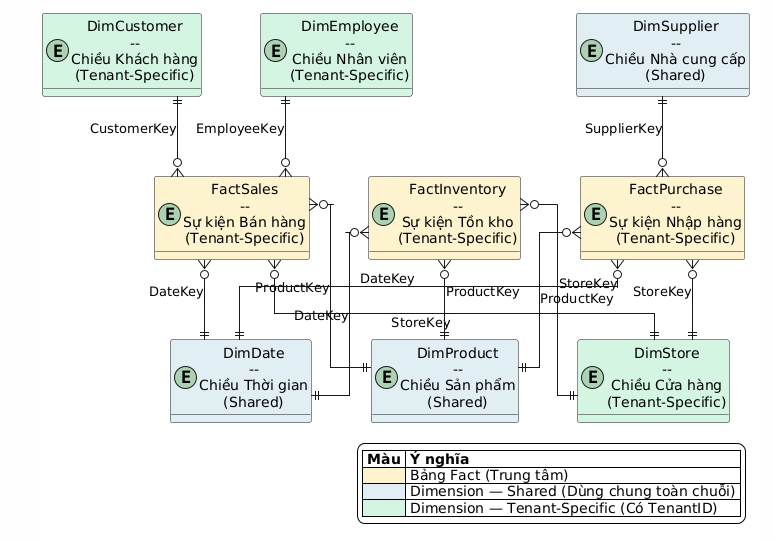 DimCustomer
--
E
Chiều Khách hàng
(Tenant-Specific)
DimEmployee
--
E
Chiều Nhân viên
(Tenant-Specific)
DimSupplier
--
E
Chiều Nhà cung cấp
(Shared)
CustomerKey
EmployeeKey
SupplierKey
FactSales
--
E
Sự kiện Bán hàng
(Tenant-Specific)
FactInventory
--
E
Sự kiện Tồn kho
(Tenant-Specific)
FactPurchase
--
E
Sự kiện Nhập hàng
(Tenant-Specific)
DateKey
ProductKey
DateKey
ProductKey
StoreKey
ProductKey
StoreKey
DateKey
StoreKey
DimDate
--
E
Chiều Thời gian
(Shared)
DimProduct
--
E
Chiều Sản phẩm
(Shared)
DimStore
--
E
Chiều Cửa hàng
(Tenant-Specific)
Màu Ý nghĩa
Bảng Fact (Trung tâm)
Dimension — Shared (Dùng chung toàn chuỗi)
Dimension — Tenant-Specific (Có TenantID)